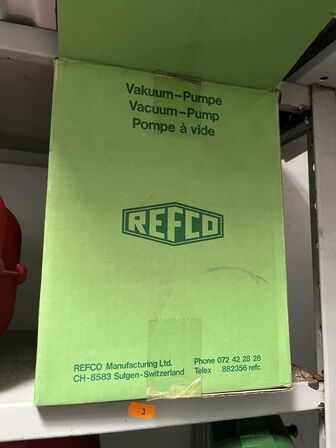 Vakuum-Pumpe
Vacuum-Pump
Pompe à vide
REFCO
REFCO Manufacturing Ltd. Phone 072 42 28 28
CH-8583 Sulgen-Switzerland Telex 882356 refc
3